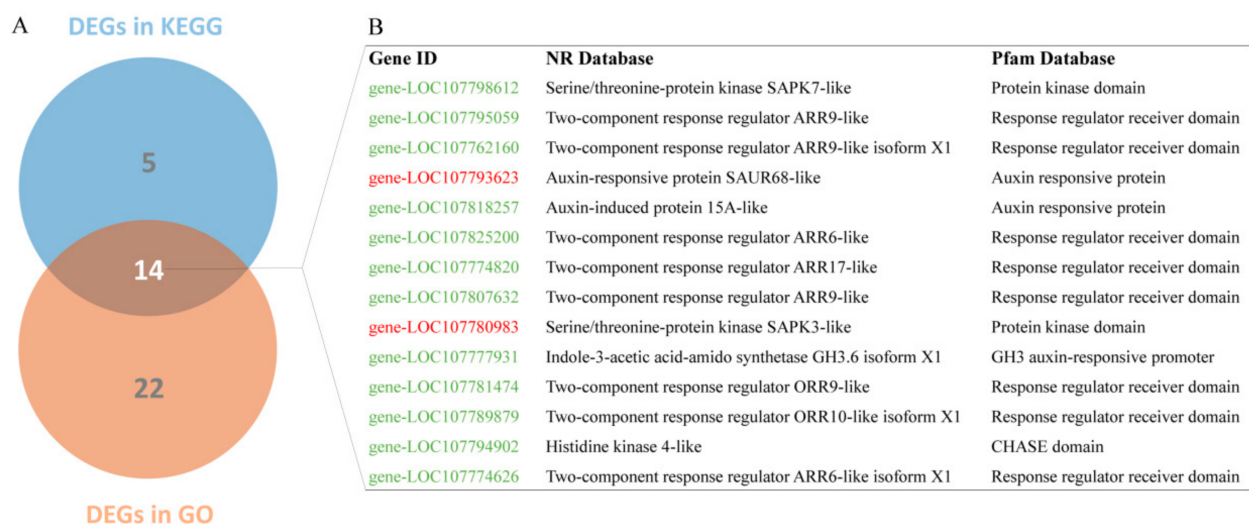 A
DEGs in KEGG
5
14
22
DEGs in GO
B
Gene ID NR Database Pfam Database
gene-LOC107798612 Serine/threonine-protein kinase SAPK7-like Protein kinase domain
gene-LOC107795059 Two-component response regulator ARR9-like Response regulator receiver domain
gene-LOC107762160 Two-component response regulator ARR9-like isoform X1 Response regulator receiver domain
gene-LOC107793623 Auxin-responsive protein SAUR68-like Auxin responsive protein
gene-LOC107818257 Auxin-induced protein 15A-like Auxin responsive protein
gene-LOC107825200 Two-component response regulator ARR6-like Response regulator receiver domain
gene-LOC107774820 Two-component response regulator ARR17-like Response regulator receiver domain
gene-LOC107807632 Two-component response regulator ARR9-like Response regulator receiver domain
gene-LOC107780983 Serine/threonine-protein kinase SAPK3-like Protein kinase domain
gene-LOC107777931 Indole-3-acetic acid-amido synthetase GH3.6 isoform X1 GH3 auxin-responsive promoter
gene-LOC107781474 Two-component response regulator ORR9-like Response regulator receiver domain
gene-LOC107789879 Two-component response regulator ORR10-like isoform X1 Response regulator receiver domain
gene-LOC107794902 Histidine kinase 4-like CHASE domain
gene-LOC107774626 Two-component response regulator ARR6-like isoform X1 Response regulator receiver domain